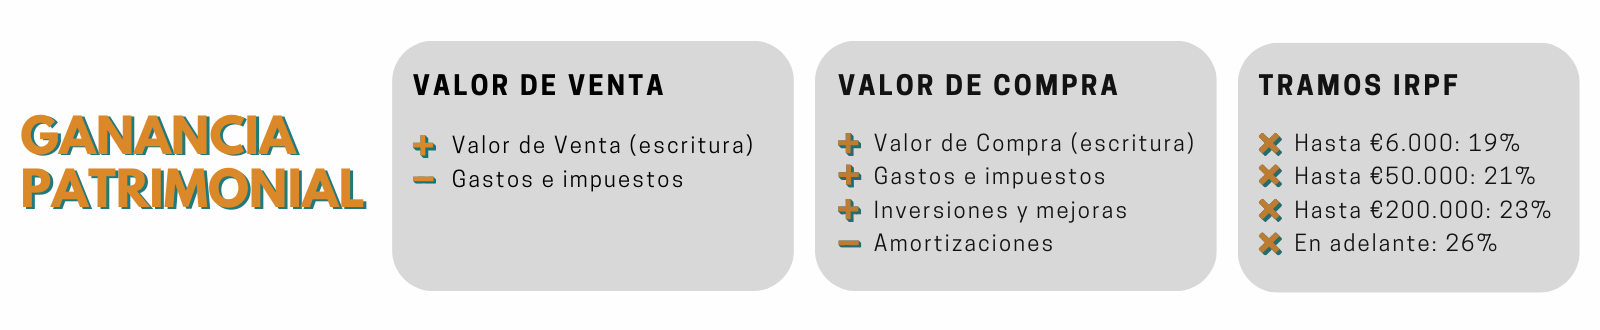 GANANCIA
PATRIMONIAL
VALOR DE VENTA
+ Valor de Venta (escritura)
- Gastos e impuestos
VALOR DE COMPRA
+ Valor de Compra (escritura)
+ Gastos e impuestos
+ Inversiones y mejoras
- Amortizaciones
TRAMOS IRPF
× Hasta €6.000: 19%
× Hasta €50.000: 21%
× Hasta €200.000: 23%
× En adelante: 26%